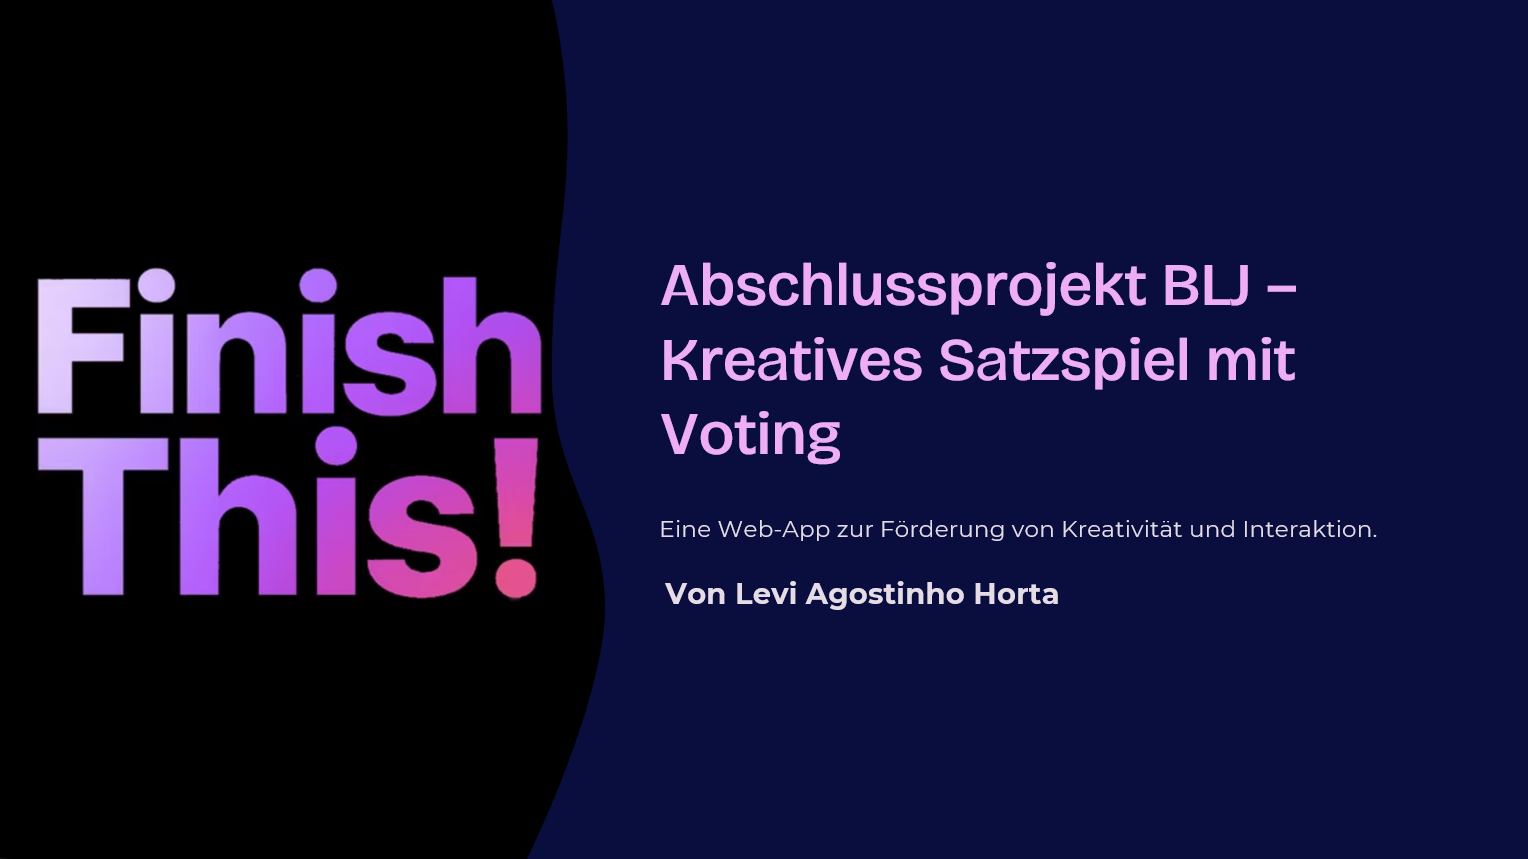 Finish
This!
Abschlussprojekt BLJ –
Kreatives Satzspiel mit
Voting
Eine Web-App zur Förderung von Kreativität und Interaktion.
Von Levi Agostinho Horta